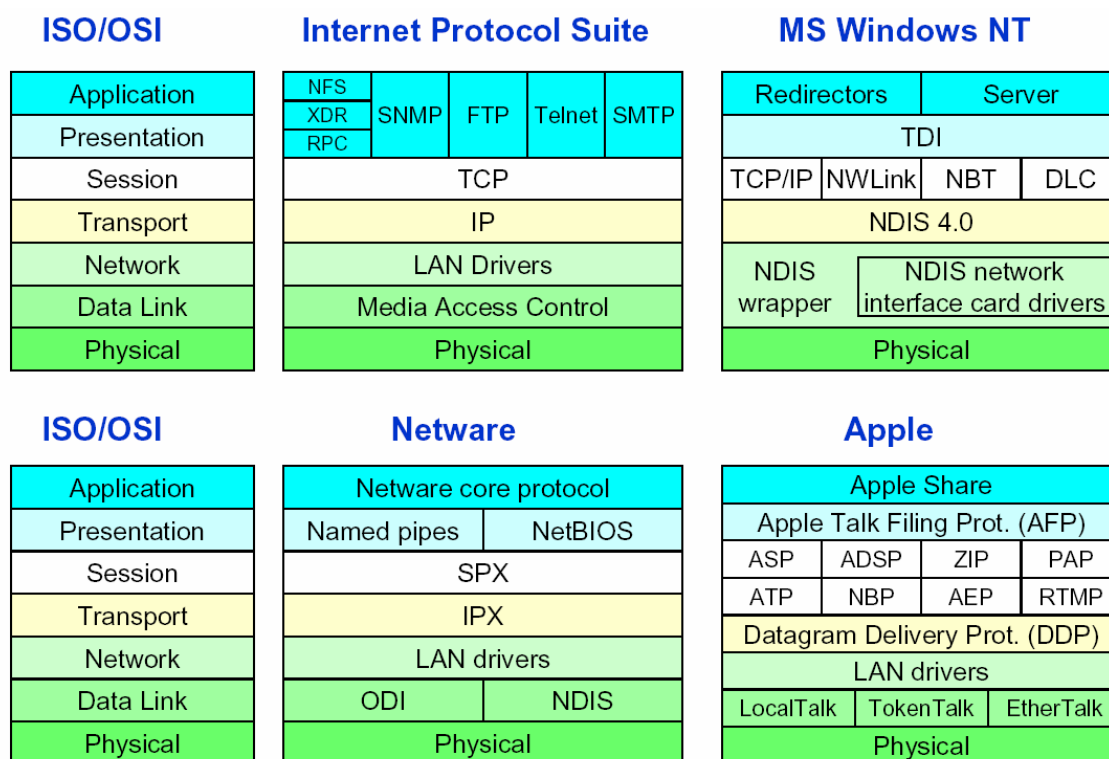 ISO/OSI
Application
Presentation
Session
Transport
Network
Data Link
Physical
Internet Protocol Suite
NFS
XDR
RPC
SNMP
FTP
Telnet
SMTP
TCP
IP
LAN Drivers
Media Access Control
Physical
MS Windows NT
Redirectors
Server
TDI
TCP/IP
NWLink
NBT
DLC
NDIS 4.0
NDIS
wrapper
NDIS network
interface card drivers
Physical
ISO/OSI
Application
Presentation
Session
Transport
Network
Data Link
Physical
Netware
Netware core protocol
Named pipes
NetBIOS
SPX
IPX
LAN drivers
ODI
NDIS
Physical
Apple
Apple Share
Apple Talk Filing Prot. (AFP)
ASP
ADSP
ZIP
PAP
ATP
NBP
AEP
RTMP
Datagram Delivery Prot. (DDP)
LAN drivers
LocalTalk
TokenTalk
EtherTalk
Physical